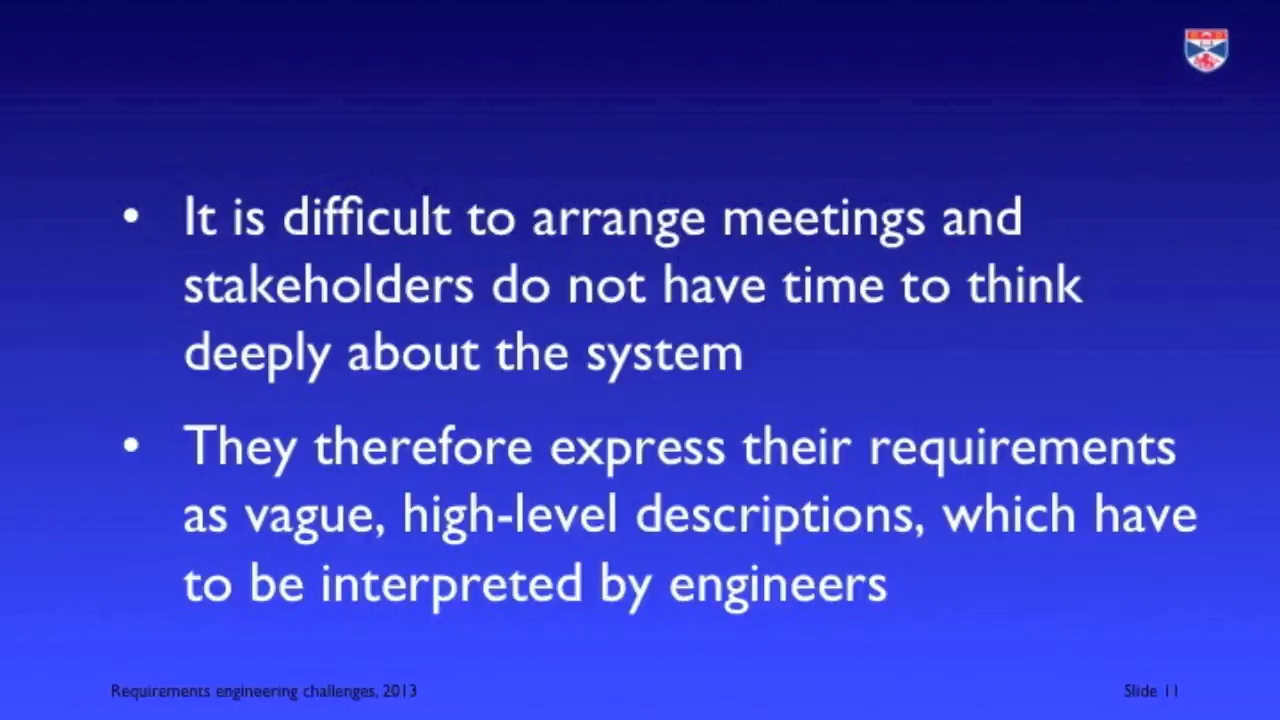 • It is difficult to arrange meetings and
stakeholders do not have time to think
deeply about the system
• They therefore express their requirements
as vague, high-level descriptions, which have
to be interpreted by engineers
Requirements engineering challenges, 2013
Slide 11